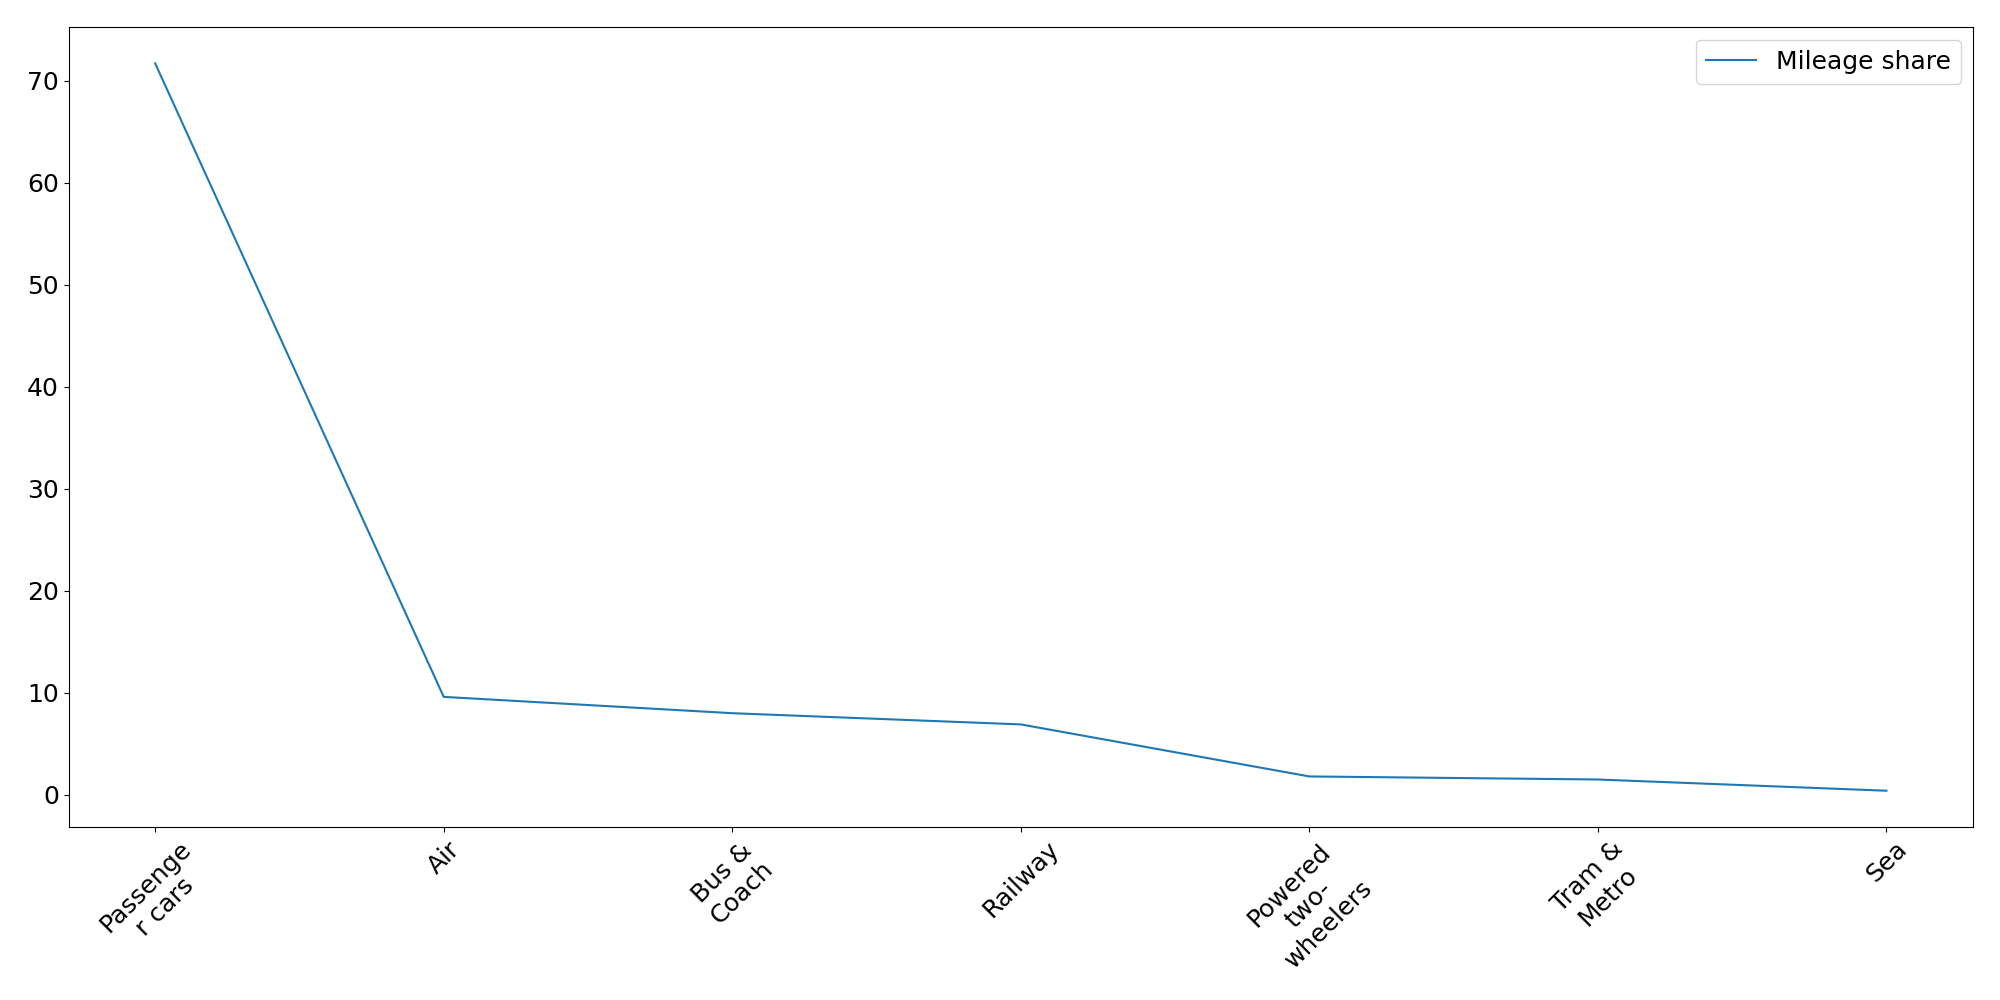 Mileage share
70
60
50
40
30
20
10
0
Passenge
r cars
Air
Bus &
Coach
Railway
Powered
two-
wheelers
Tram &
Metro
Sea